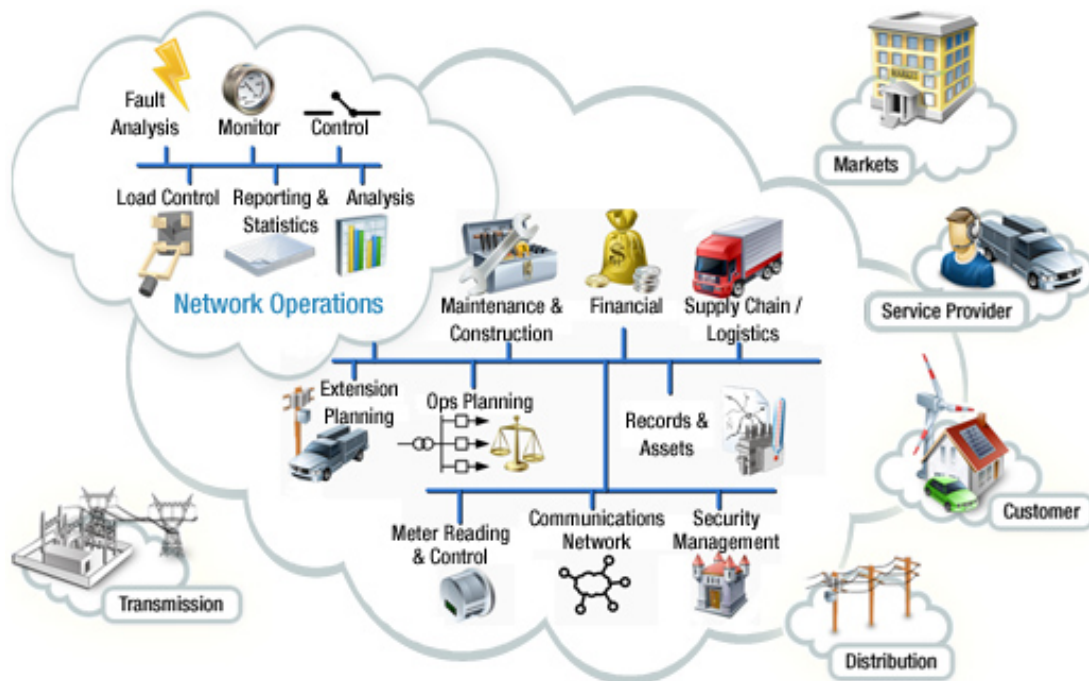 Fault
Analysis
Monitor
Control
Load Control
Reporting &
Statistics
Analysis
Network Operations
Maintenance &
Construction
Financial
Supply Chain /
Logistics
Extension
Planning
Ops Planning
Records &
Assets
Meter Reading
& Control
Communications
Network
Security
Management
MARKET
Markets
Service Provider
Customer
Distribution
Transmission
$